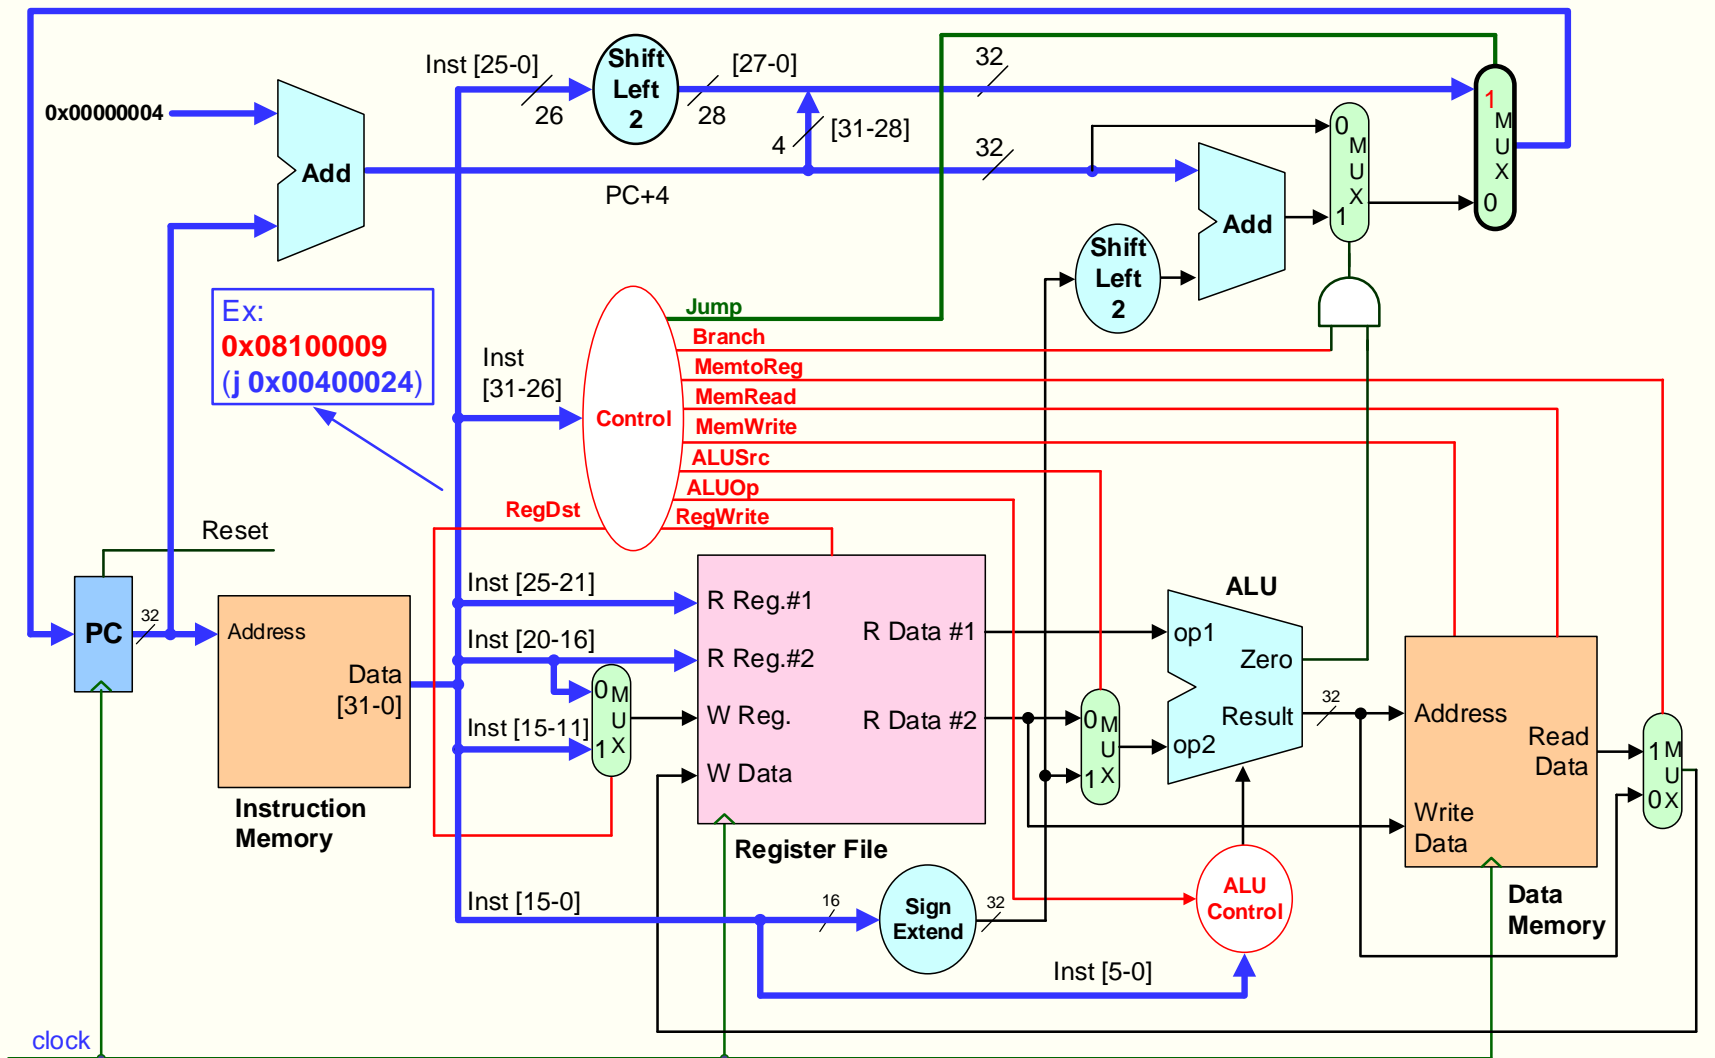 Inst [25-0]
26
Shift
Left
2
28
[27-0]
32
0x00000004
Add
4
[31-28]
PC+4
32
0
M
U
X
1
1
M
U
X
0
Add
Shift
Left
2
Ex:
0x08100009
(j 0x00400024)
Inst
[31-26]
Control
Jump
Branch
MemtoReg
MemRead
MemWrite
ALUSrc
ALUOp
RegWrite
RegDst
Reset
PC
32
Address
Data
[31-0]
Instruction
Memory
Inst [25-21]
Inst [20-16]
Inst [15-11]
0
M
U
X
1
R Reg.#1
R Reg.#2
W Reg.
W Data
R Data #1
R Data #2
Register File
0
M
U
X
1
ALU
op1
op2
Zero
Result
32
Address
Read
Data
Write
Data
Data
Memory
1
M
U
X
0
Inst [15-0]
16
Sign
Extend
32
ALU
Control
Inst [5-0]
clock